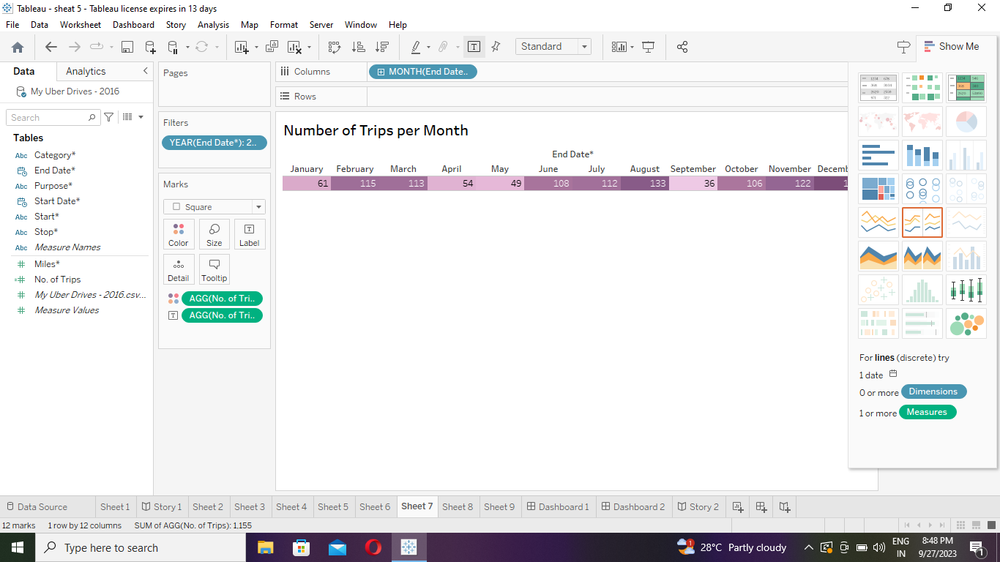 Tableau - sheat 5 - Tableau license expires in 13 days
File Data Worksheet Dashboard Story Analysis Map Format Server Window Help
Standard
Show Me
Data Analytics
My Uber Drives - 2016
Search
Tables
Abc Category*
End Date*
Abc Purpose*
Start Date*
Abc Start*
Abc Stop*
Abc Measure Names
Miles*
No. of Trips
My Uber Drives - 2016.csv...
Measure Values
Pages
Filters
YEAR(End Date*): 2..
Marks
Square
Color Size Label
Detail Tooltip
AGG(No. of Tri..
AGG(No. of Tri..
Columns MONTH(End Date..
Rows
Number of Trips per Month
End Date*
January February March April May June July August September October November Decemb
61 115 113 54 49 108 112 133 36 106 122 1
For lines (discrete) try
1 date
0 or more Dimensions
1 or more Measures
Data Source Sheet 1 Story 1 Sheet 2 Sheet 3 Sheet 4 Sheet 5 Sheet 6 Sheet 7 Sheet 8 Sheet 9 Dashboard 1 Dashboard 2 Story 2
12 marks 1 row by 12 columns SUM of AGG(No. of Trips): 1,155
Type here to search
1 28°C Partly cloudy
ENG
IN
8:48 PM
9/27/2023
1